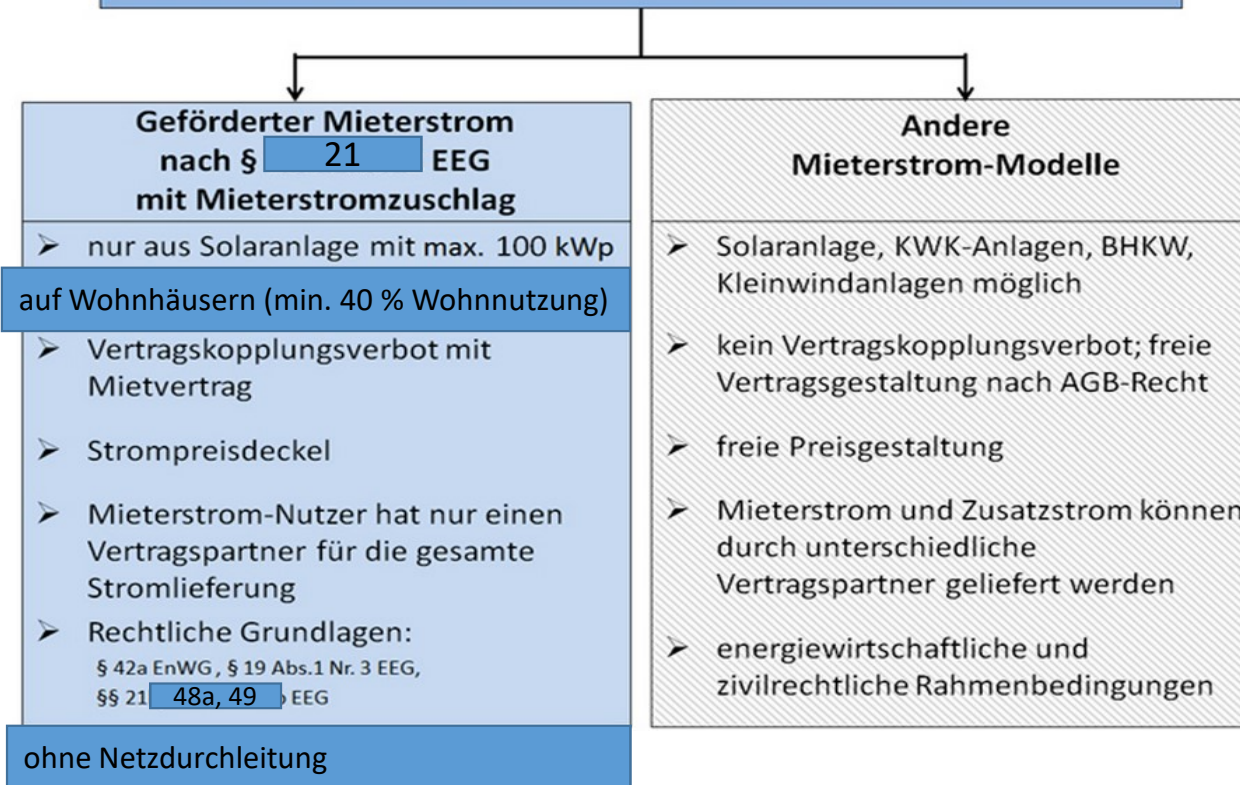 Geförderter Mieterstrom
nach § 21 EEG
mit Mieterstromzuschlag
➤ nur aus Solaranlage mit max. 100 kWp
auf Wohnhäusern (min. 40 % Wohnnutzung)
➤ Vertragskopplungsverbot mit
Mietvertrag
➤ Strompreisdeckel
➤ Mieterstrom-Nutzer hat nur einen
Vertragspartner für die gesamte
Stromlieferung
➤ Rechtliche Grundlagen:
§ 42a EnWG , § 19 Abs.1 Nr. 3 EEG,
§§ 21 48a, 49 EEG
ohne Netzdurchleitung
Andere
Mieterstrom-Modelle
➤ Solaranlage, KWK-Anlagen, BHKW,
Kleinwindanlagen möglich
➤ kein Vertragskopplungsverbot; freie
Vertragsgestaltung nach AGB-Recht
➤ freie Preisgestaltung
➤ Mieterstrom und Zusatzstrom können
durch unterschiedliche
Vertragspartner geliefert werden
➤ energiewirtschaftliche und
zivilrechtliche Rahmenbedingungen